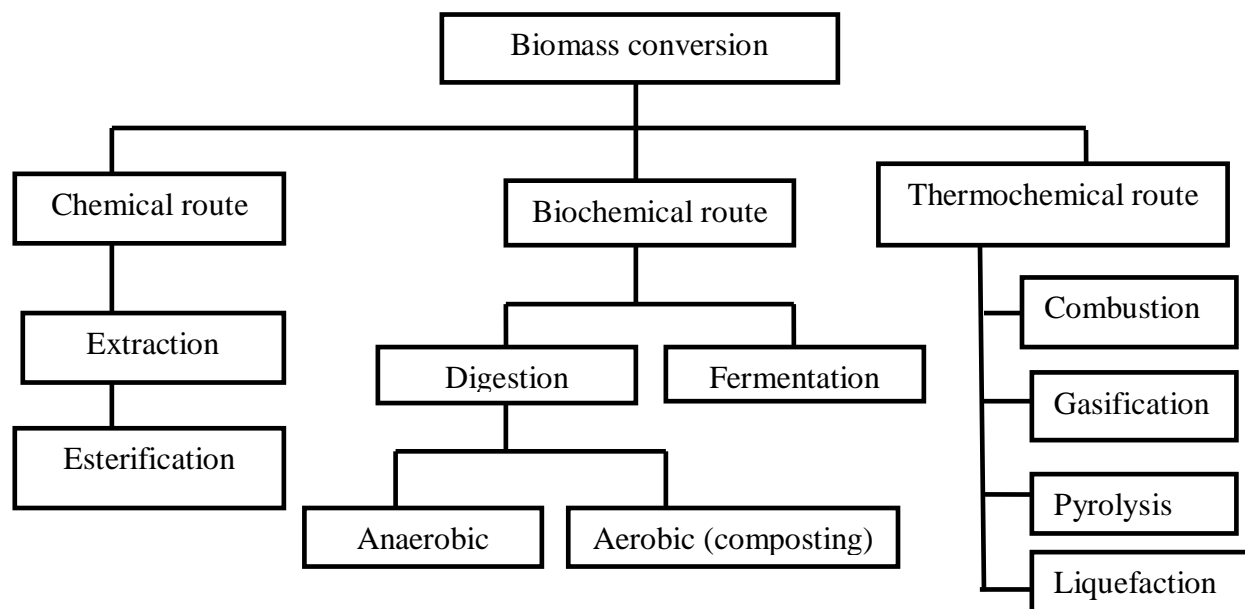 Biomass conversion
Chemical route
Biochemical route
Thermochemical route
Extraction
Esterification
Digestion
Fermentation
Anaerobic
Aerobic (composting)
Combustion
Gasification
Pyrolysis
Liquefaction